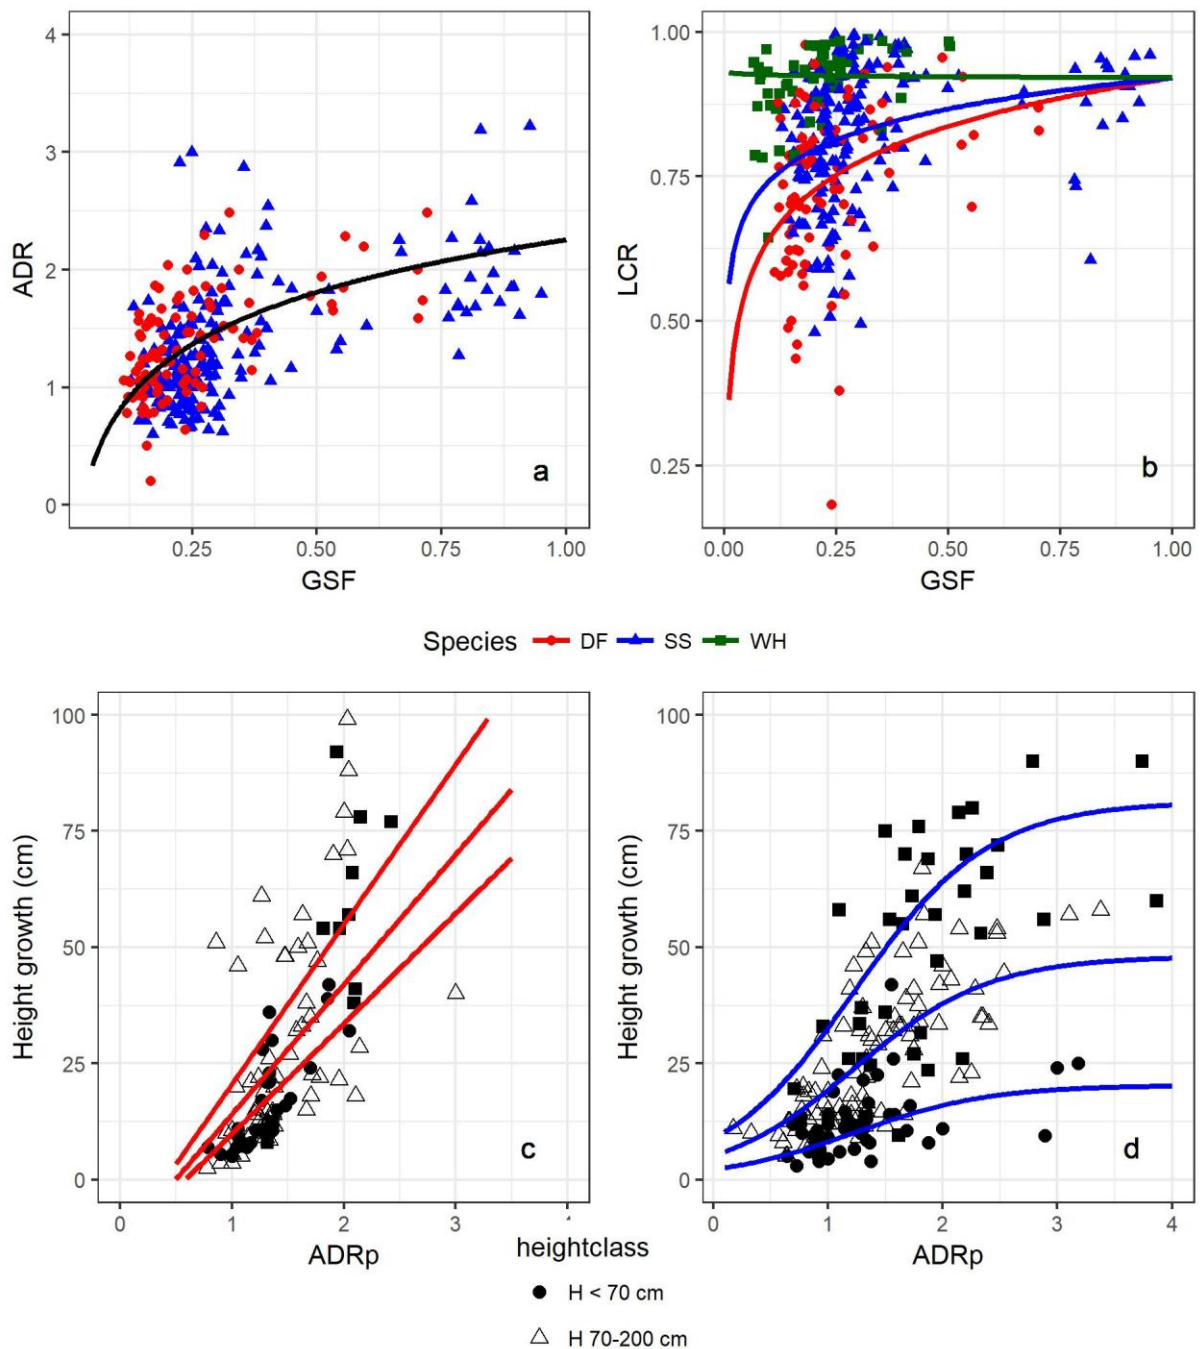 4
3
2
1
0
ADR
a
0.25 0.50 0.75 1.00
GSF
1.00
0.75
0.50
0.25
LCR
b
0.00 0.25 0.50 0.75 1.00
GSF
Species DF SS WH
100
75
50
25
0
Height growth (cm)
c
0 1 2 3
ADRp
100
75
50
25
0
Height growth (cm)
d
0 1 2 3 4
ADRp
heightclass
H < 70 cm
H 70-200 cm